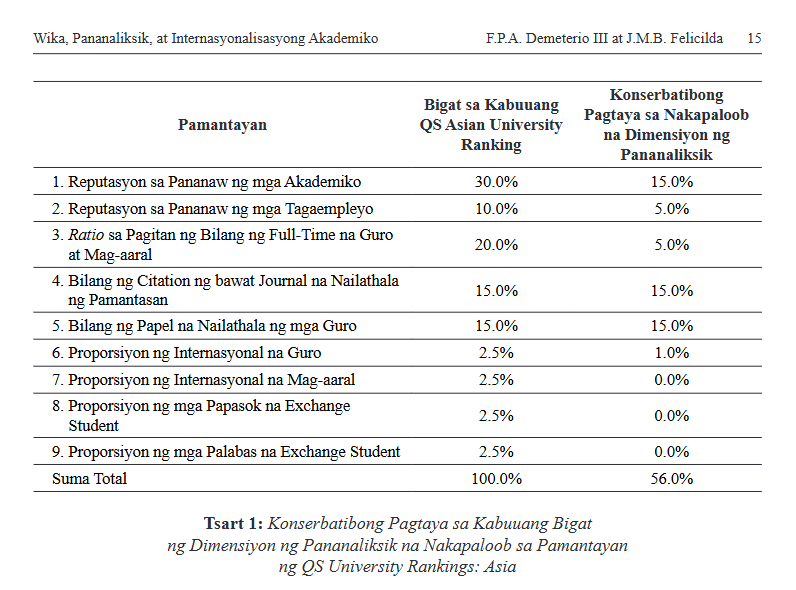 Wika, Pananaliksik, at Internasyonalisasyong Akademiko F.P.A. Demeterio III at J.M.B. Felicilda 15
Pamantayan
Bigat sa Kabuuang
QS Asian University
Ranking
Konserbatibong
Pagtaya sa Nakapaloob
na Dimensiyon ng
Pananaliksik
1. Reputasyon sa Pananaw ng mga Akademiko 30.0% 15.0%
2. Reputasyon sa Pananaw ng mga Tagaempleyo 10.0% 5.0%
3. Ratio sa Pagitan ng Bilang ng Full-Time na Guro
at Mag-aaral 20.0% 5.0%
4. Bilang ng Citation ng bawat Journal na Nailathala
ng Pamantasan 15.0% 15.0%
5. Bilang ng Papel na Nailathala ng mga Guro 15.0% 15.0%
6. Proporsiyon ng Internasyonal na Guro 2.5% 1.0%
7. Proporsiyon ng Internasyonal na Mag-aaral 2.5% 0.0%
8. Proporsiyon ng mga Papasok na Exchange
Student 2.5% 0.0%
9. Proporsiyon ng mga Palabas na Exchange Student 2.5% 0.0%
Suma Total 100.0% 56.0%
Tsart 1: Konserbatibong Pagtaya sa Kabuuang Bigat
ng Dimensiyon ng Pananaliksik na Nakapaloob sa Pamantayan
ng QS University Rankings: Asia